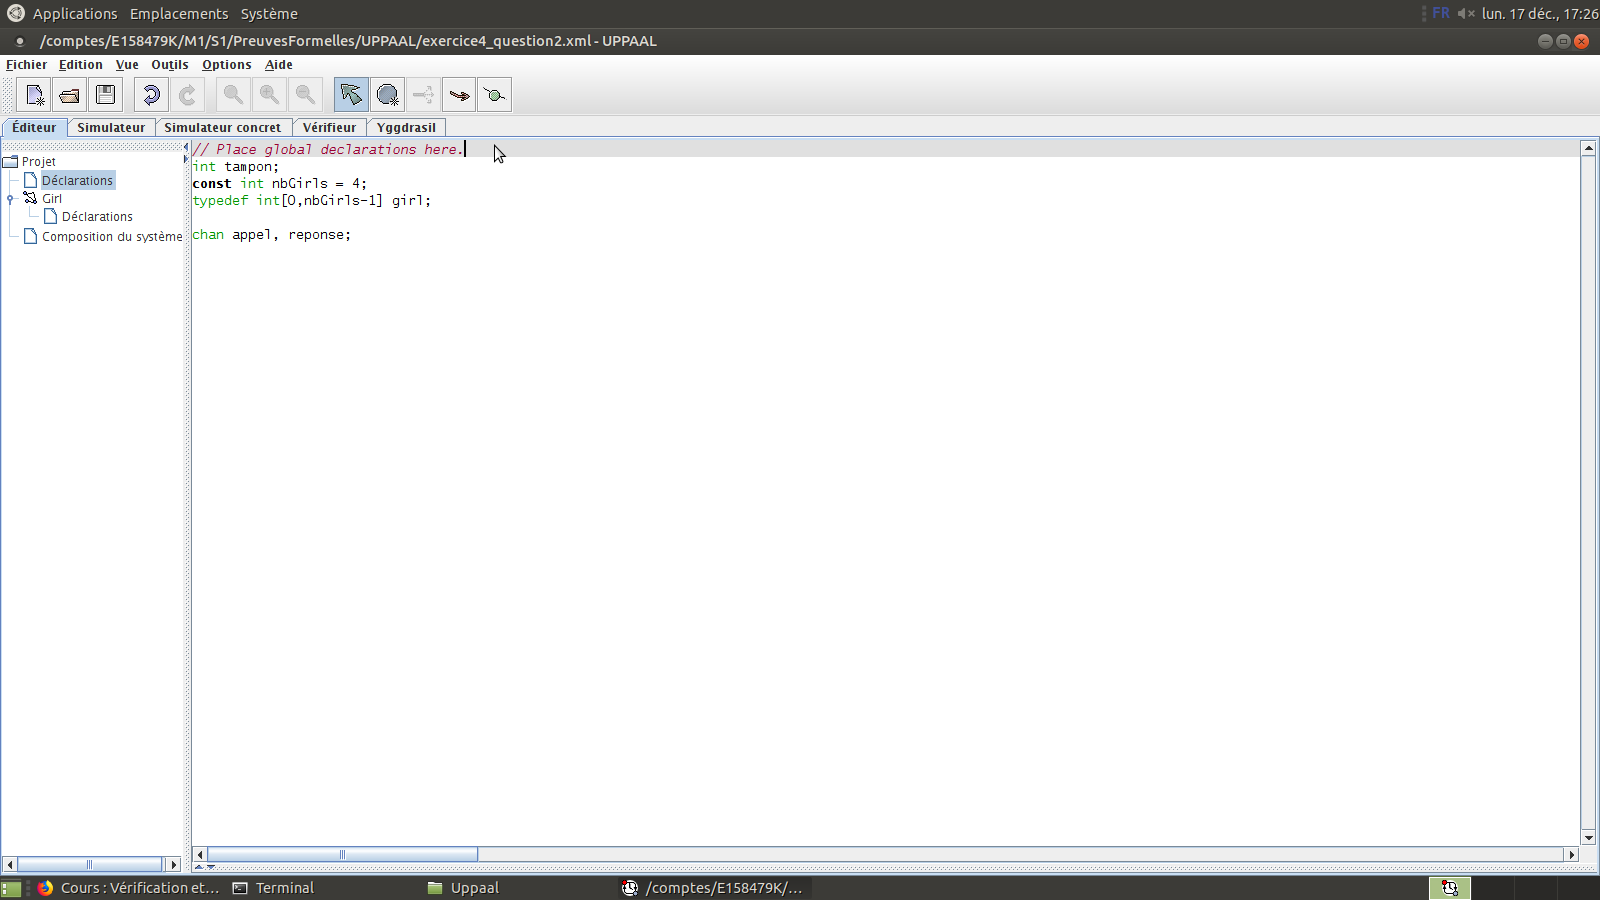 Applications Emplacements Système
FR lun. 17 déc., 17:26
/comptes/E158479K/M1/S1/PreuvesFormelles/UPPAAL/exercice4_question2.xml - UPPAAL
Fichier Edition Vue Outils Options Aide
Éditeur Simulateur Simulateur concret Vérifieur Yggdrasil
Projet
Déclarations
Girl
Déclarations
Composition du système
// Place global declarations here.
int tampon;
const int nbGirls = 4;
typedef int[0,nbGirls-1] girl;
chan appel, reponse;
Cours : Vérification et... Terminal Uppaal /comptes/E158479K/...